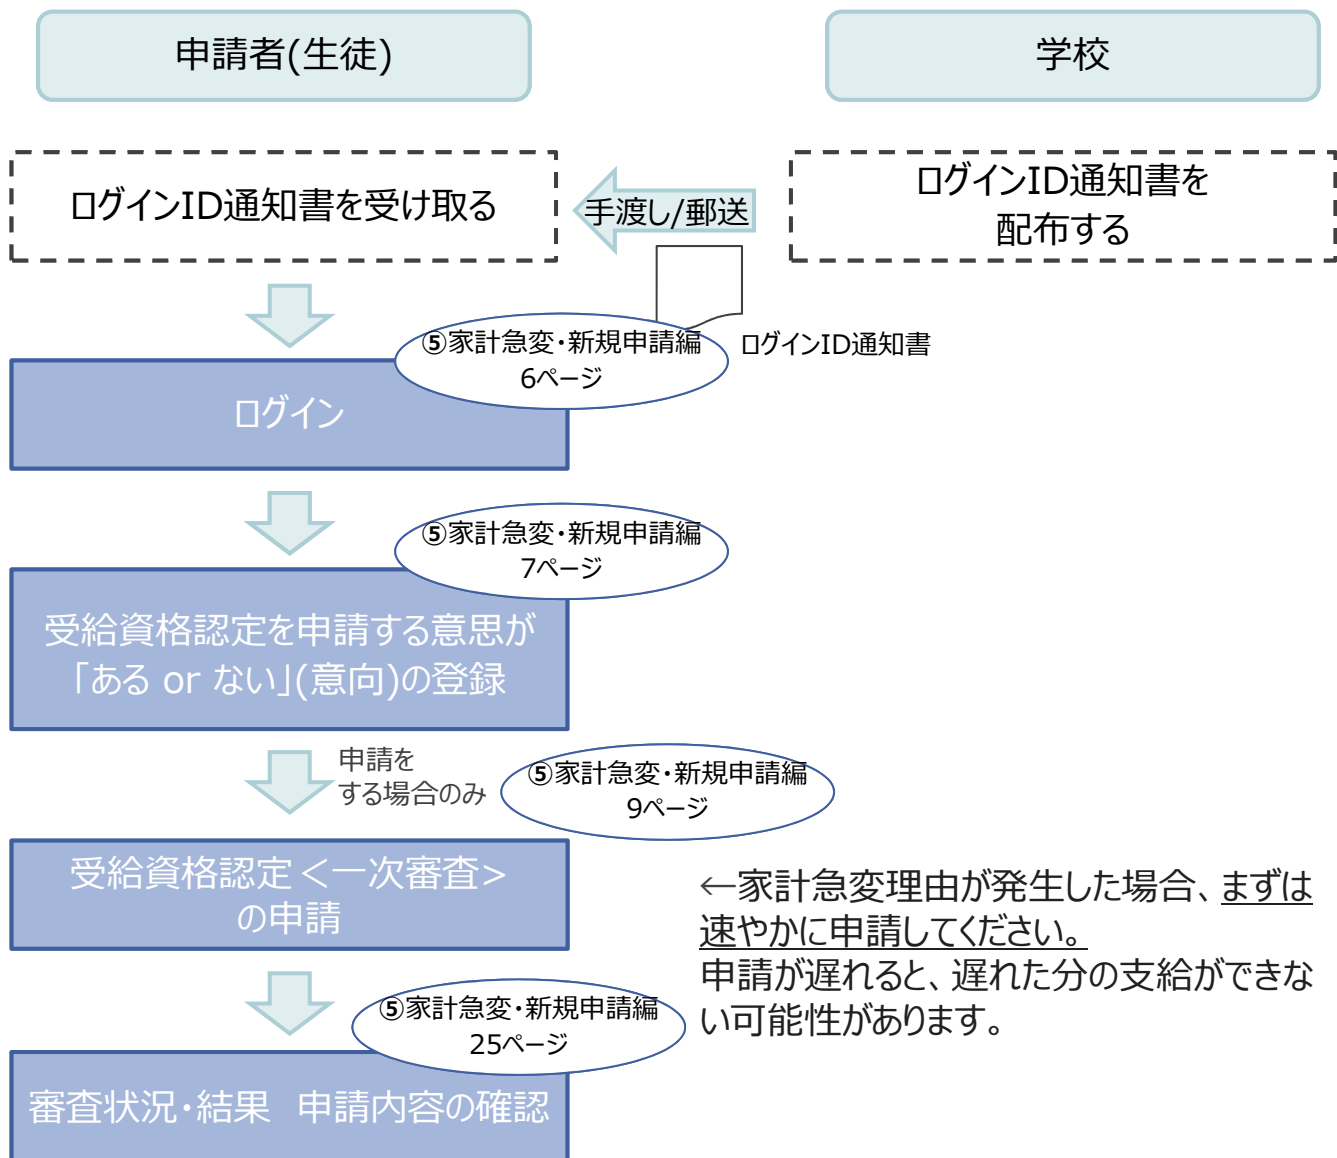 申請者(生徒)
学校
ログインID通知書を受け取る
手渡し/郵送
ログインID通知書を
配布する
ログインID通知書
⑤家計急変・新規申請編
6ページ
ログイン
⑤家計急変・新規申請編
7ページ
受給資格認定を申請する意思が
「ある or ない」(意向)の登録
申請を
する場合のみ
⑤家計急変・新規申請編
9ページ
受給資格認定＜一次審査＞
の申請
←家計急変理由が発生した場合、まずは
速やかに申請してください。
申請が遅れると、遅れた分の支給ができな
い可能性があります。
⑤家計急変・新規申請編
25ページ
審査状況・結果　申請内容の確認